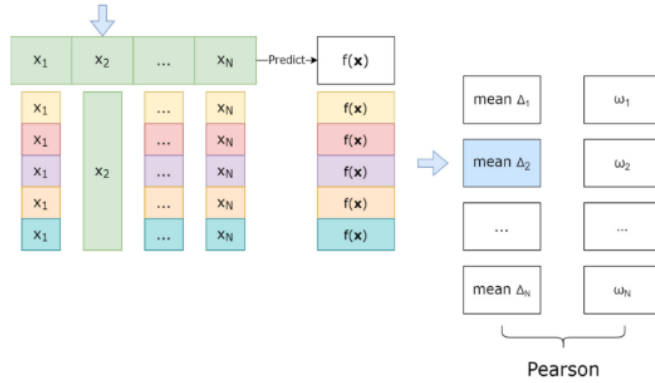 x1 x2 ... xN Predict f(x)
x1 x2 ... xN f(x)
x1 ... xN f(x)
x1 ... xN f(x)
x1 ... xN f(x)
x1 ... xN f(x)
mean Δ1 ω1
mean Δ2 ω2
... ...
mean ΔN ωN
Pearson